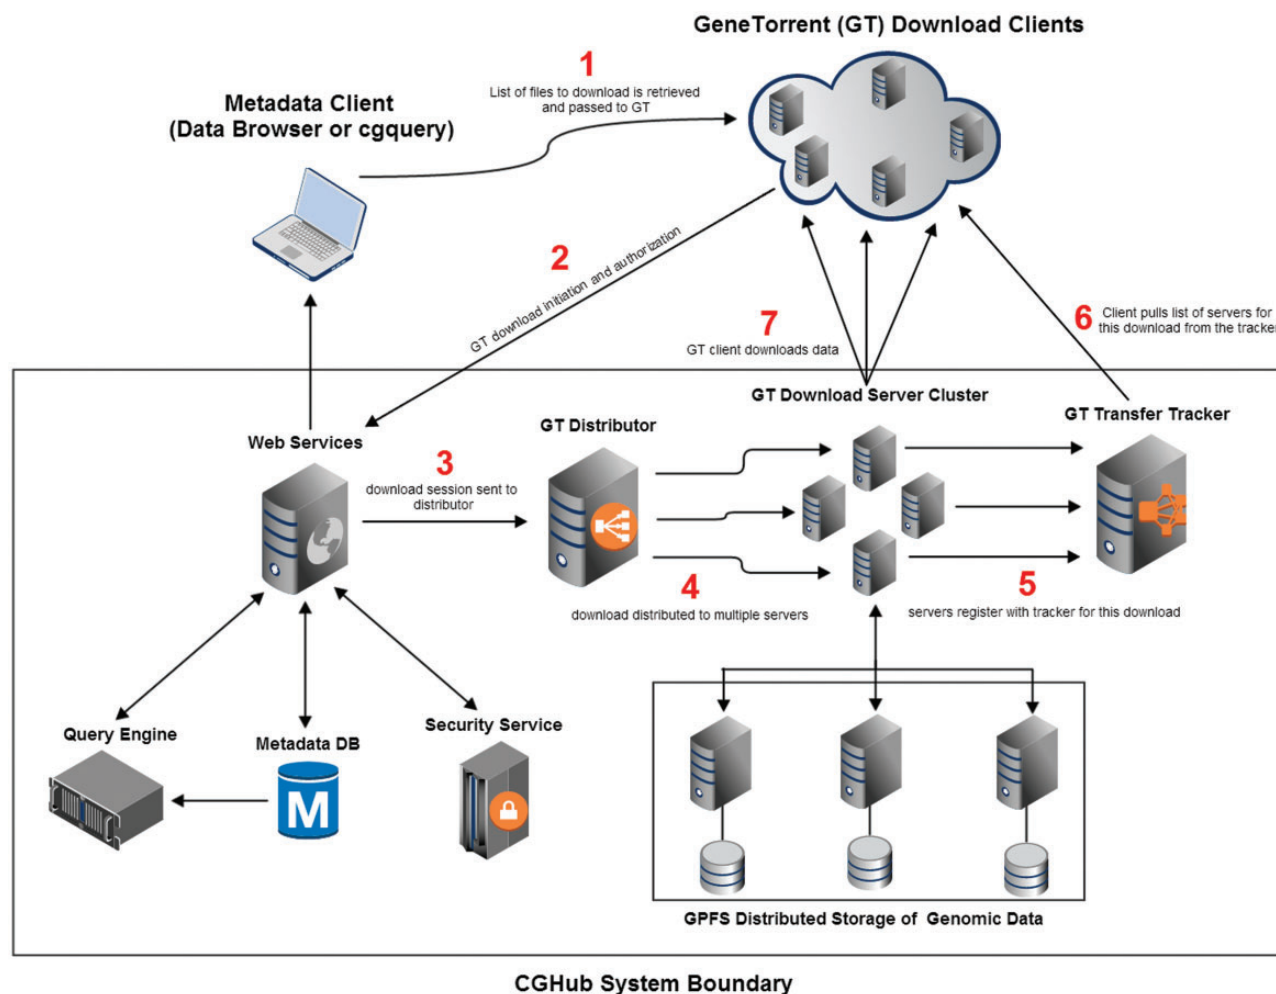 GeneTorrent (GT) Download Clients
1
List of files to download is retrieved
and passed to GT
Metadata Client
(Data Browser or cgquery)
2
GT download initiation and authorization
7
GT client downloads data
6
Client pulls list of servers for
this download from the tracker
GT Download Server Cluster
GT Transfer Tracker
GT Distributor
Web Services
3
download session sent to
distributor
4
download distributed to multiple servers
5
servers register with tracker for this download
Query Engine
Metadata DB
M
Security Service
GPFS Distributed Storage of Genomic Data
CGHub System Boundary